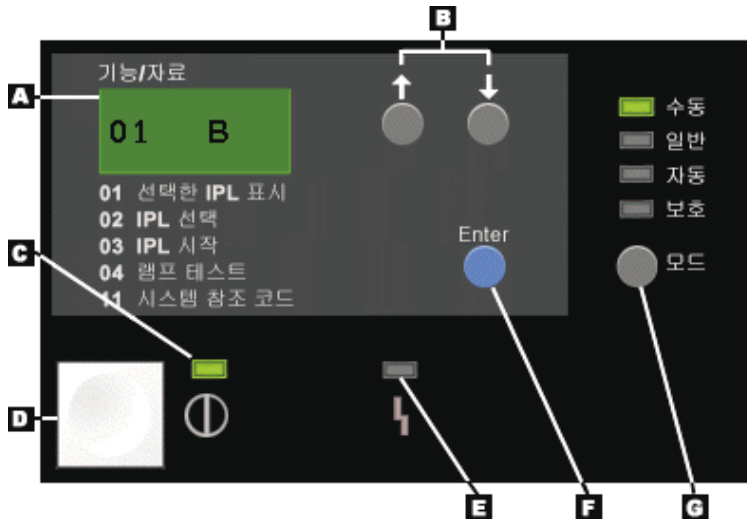 B
기능/자료
A
01 B
수동
일반
자동
보호
01 선택한 IPL 표시
02 IPL 선택
03 IPL 시작
04 램프 테스트
11 시스템 참조 코드
Enter
모드
C
D
E
F
G